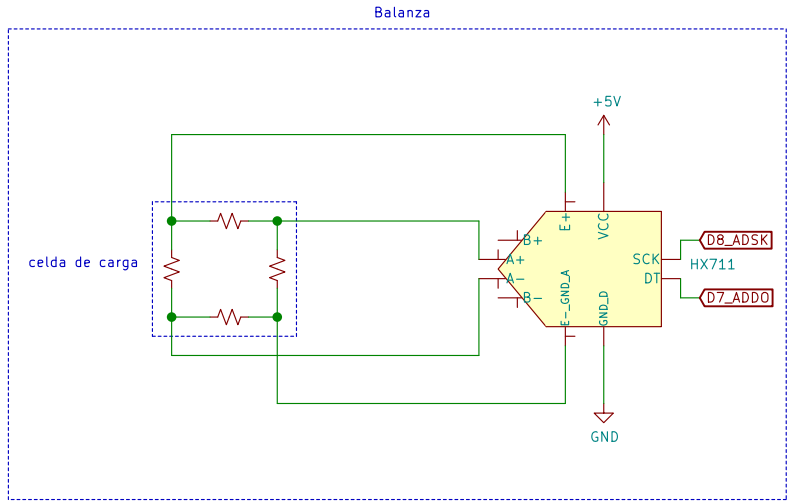 Balanza
+5V
E+
VCC
B+
D8_ADSK
A+
SCK
celda de carga
HX711
A-
DT
B-
E-_GND_A
GND_D
D7_ADDO
GND